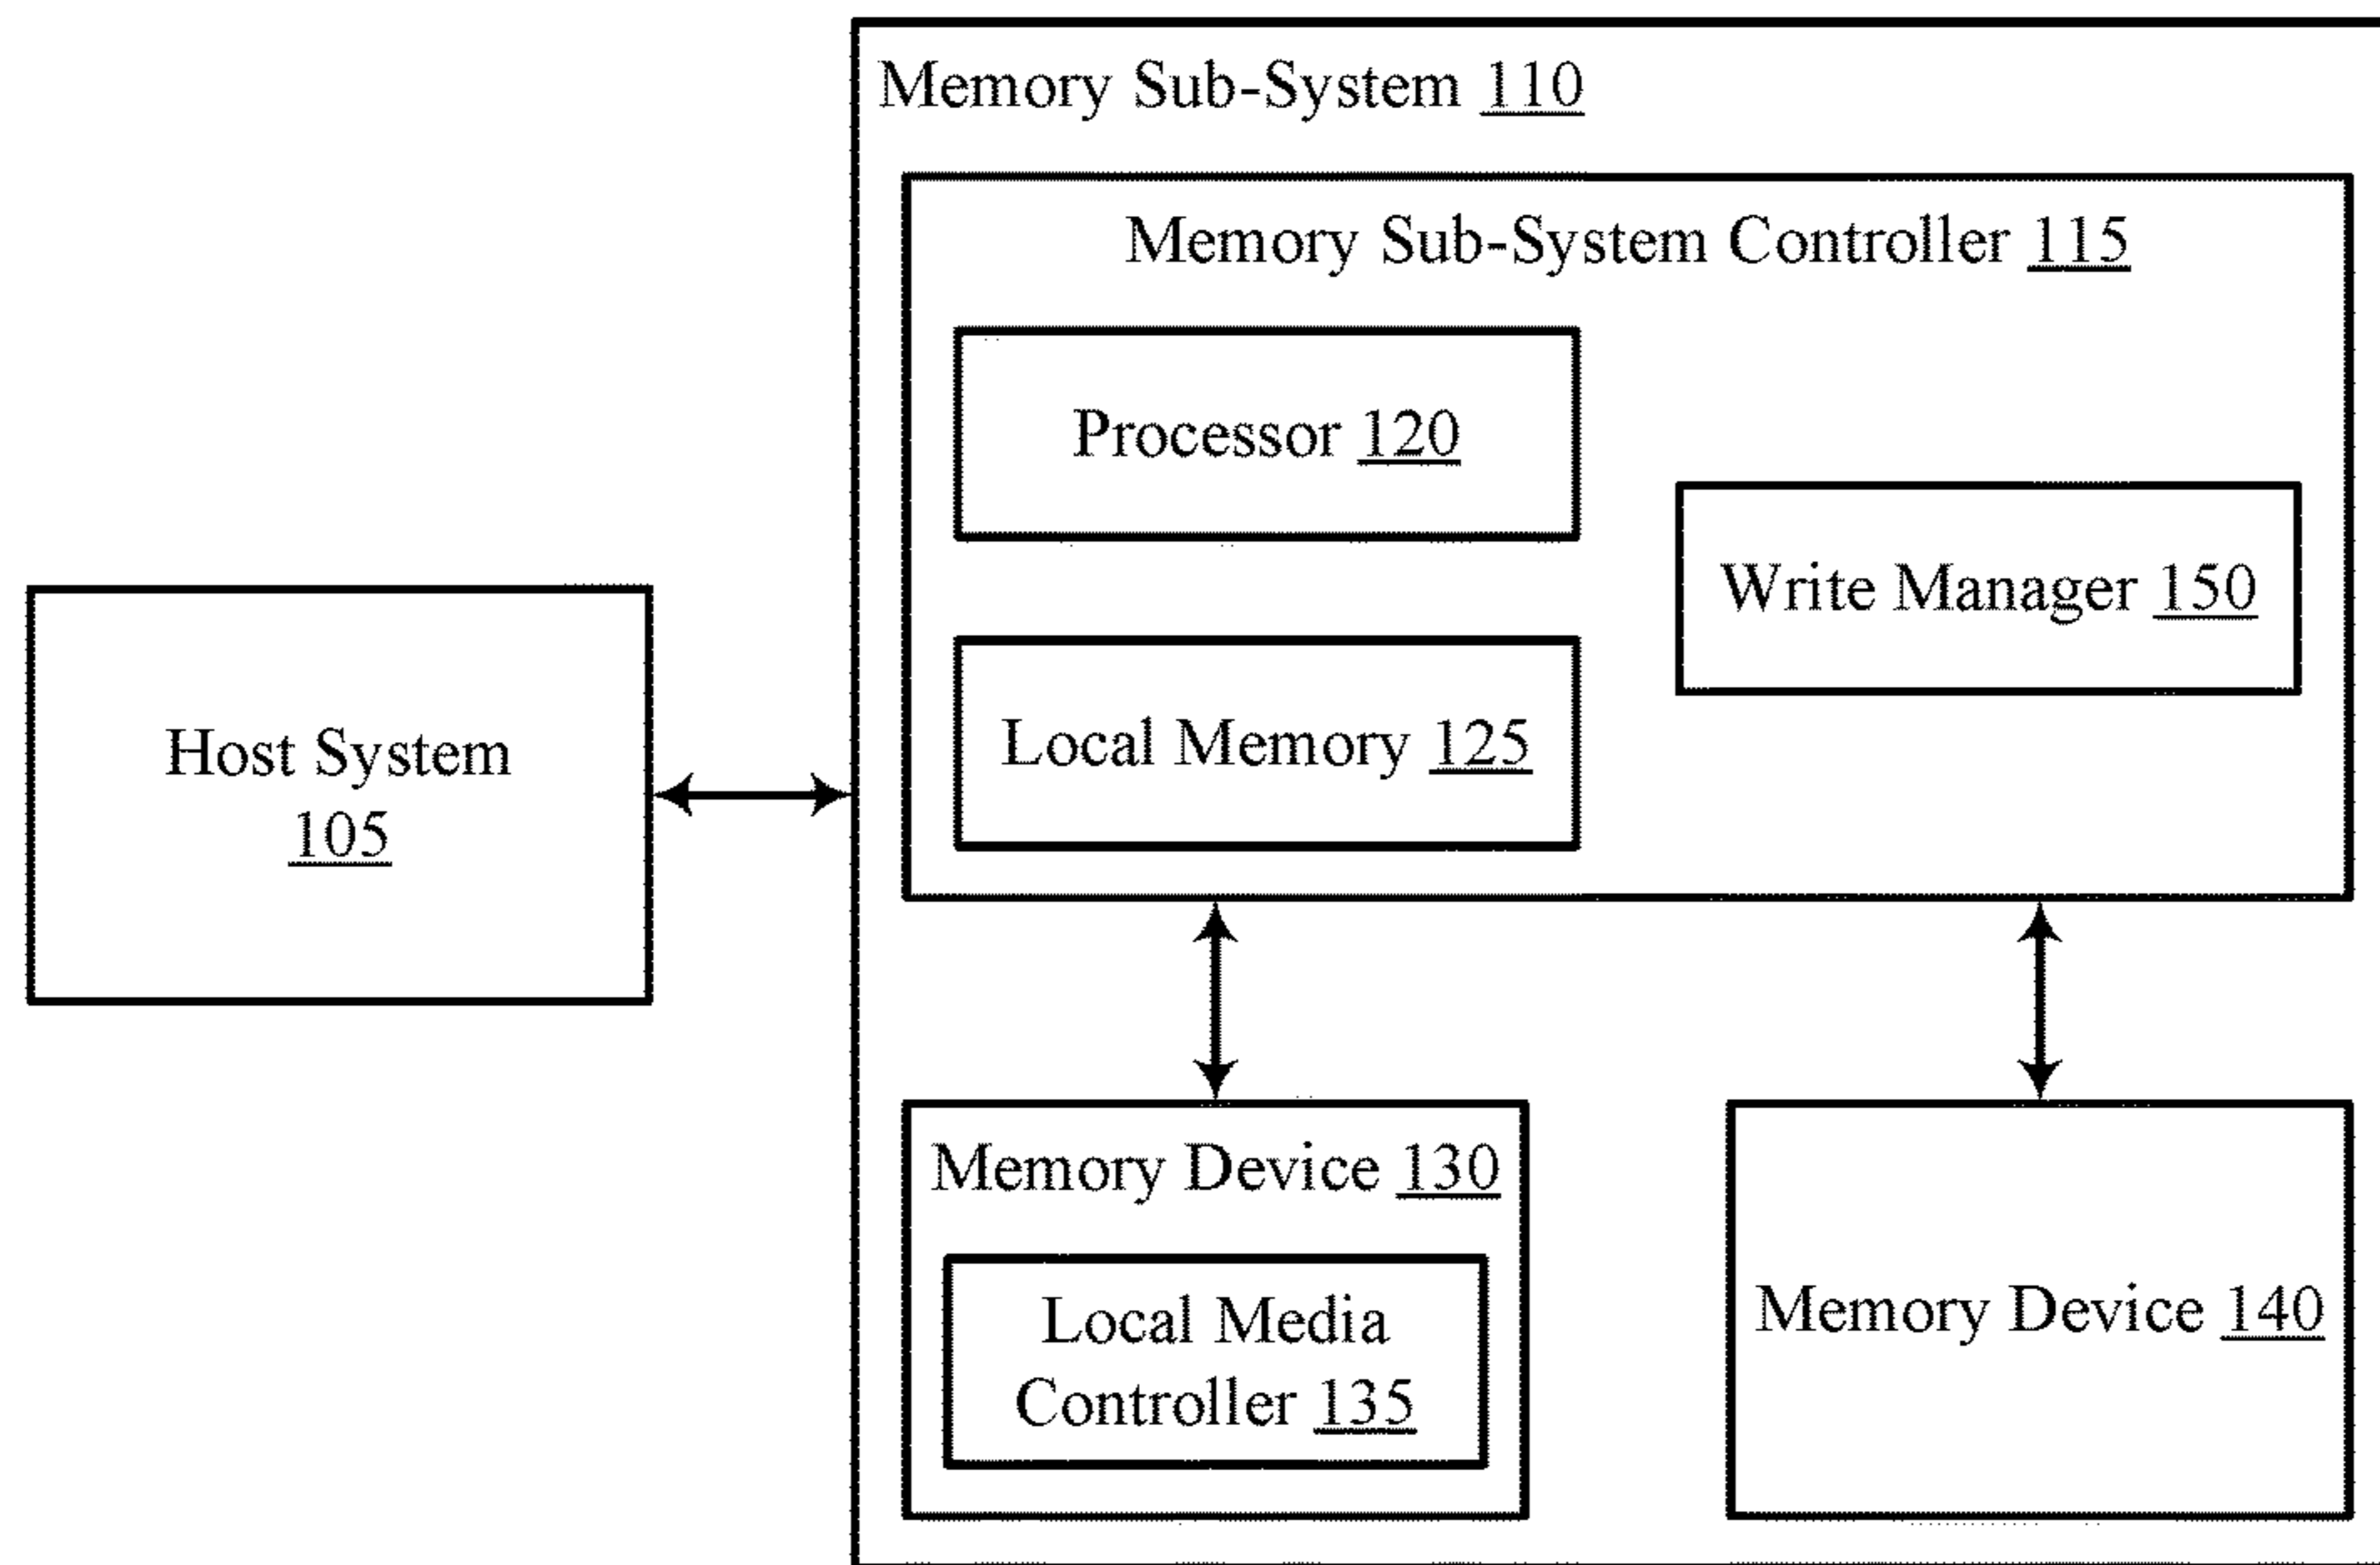 Memory Sub-System 110
Memory Sub-System Controller 115
Processor 120
Write Manager 150
Local Memory 125
Host System
105
Memory Device 130
Local Media
Controller 135
Memory Device 140